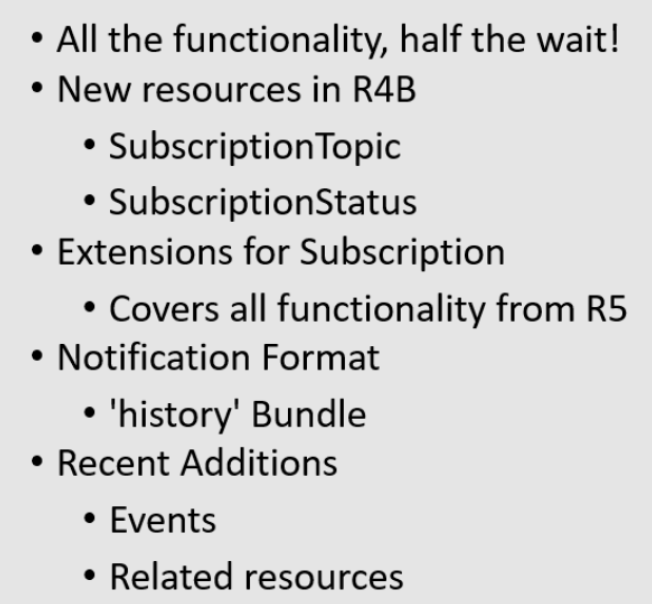 • All the functionality, half the wait!
• New resources in R4B
• SubscriptionTopic
• SubscriptionStatus
• Extensions for Subscription
• Covers all functionality from R5
• Notification Format
• 'history' Bundle
• Recent Additions
• Events
• Related resources